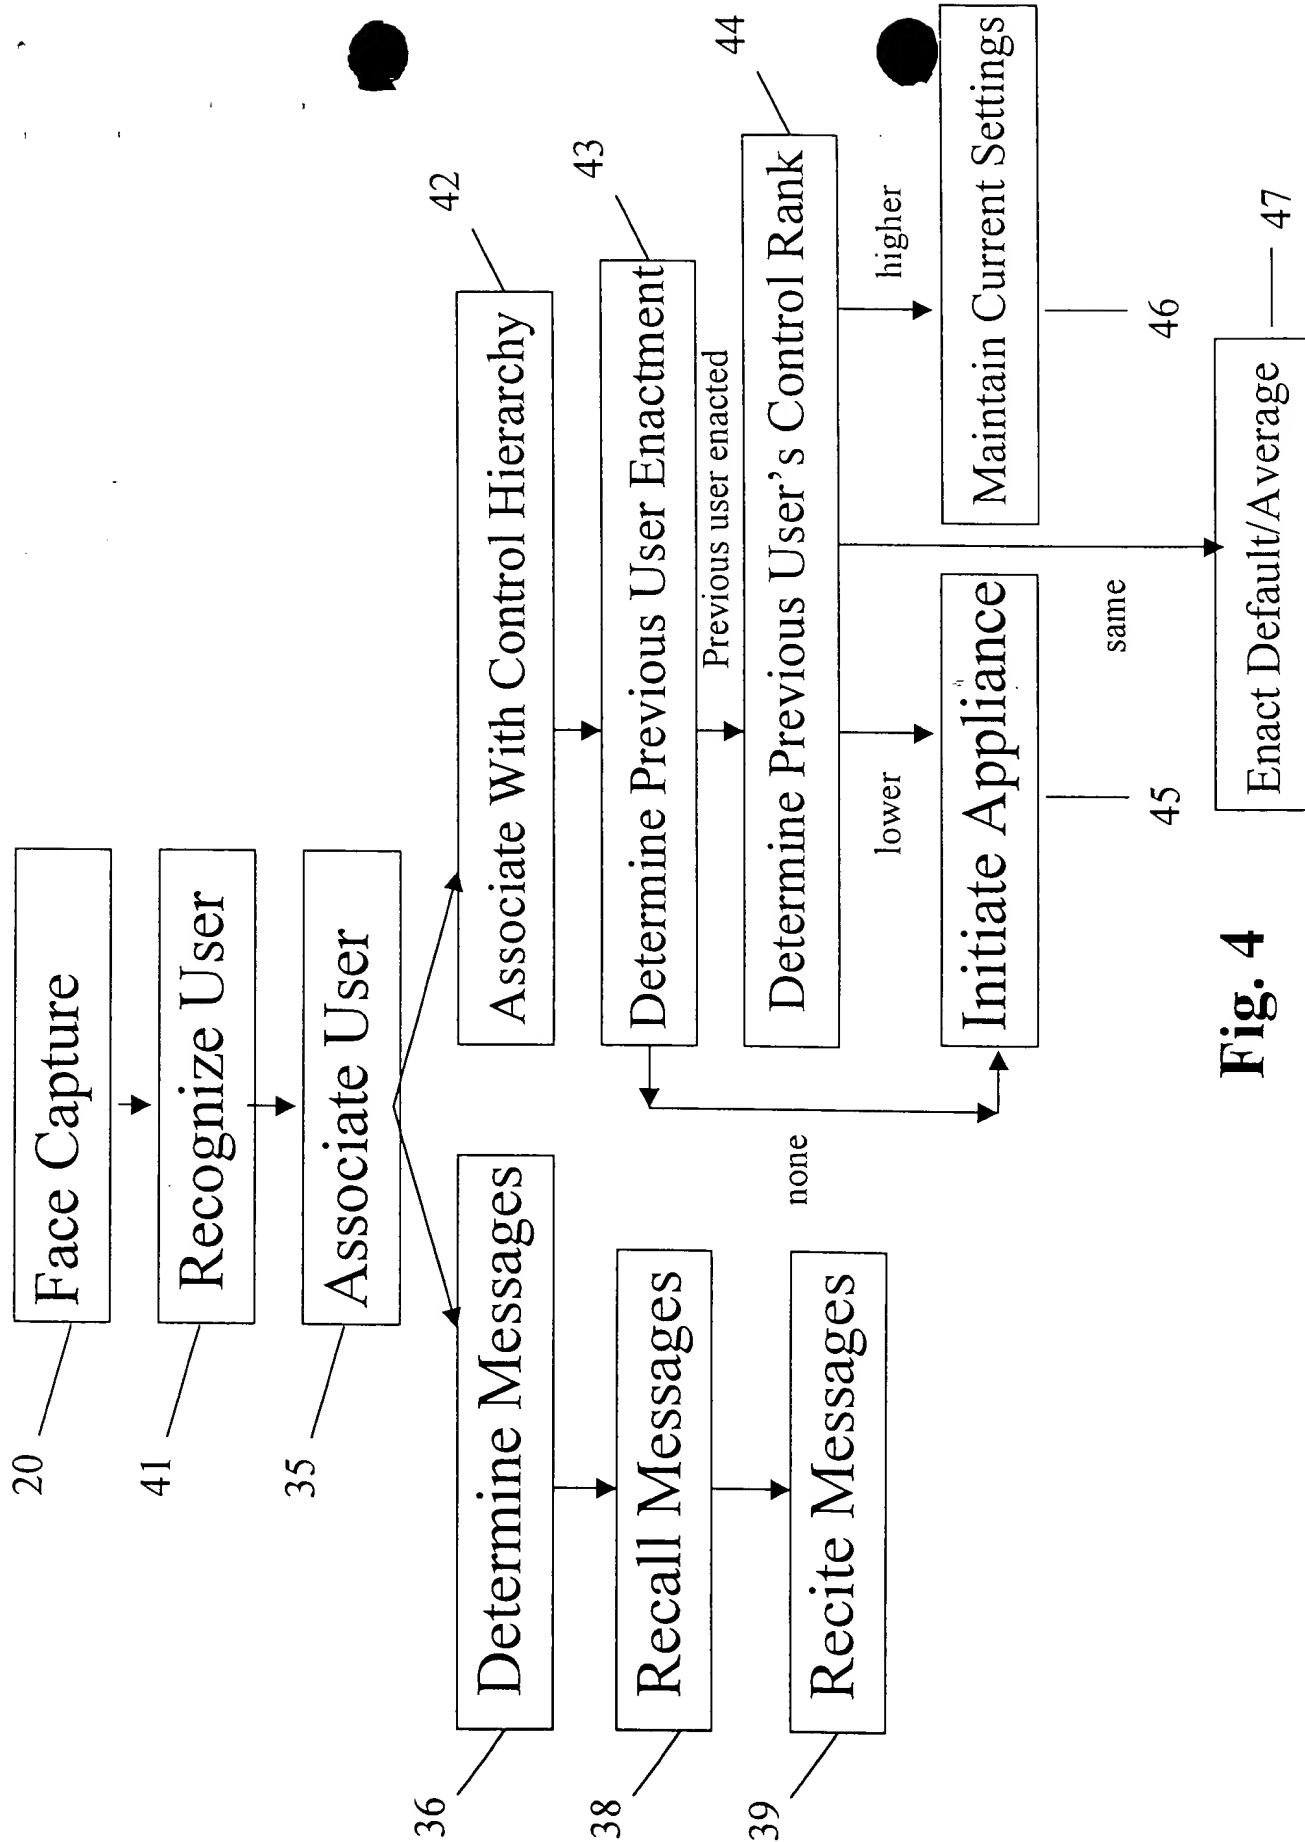 20
Face Capture
41
Recognize User
35
Associate User
36
Determine Messages
Associate With Control Hierarchy
42
38
Recall Messages
Determine Previous User Enactment
43
Previous user enacted
39
Recite Messages
none
Determine Previous User's Control Rank
44
lower
higher
Initiate Appliance
Maintain Current Settings
45
same
46
Enact Default/Average
47
Fig. 4